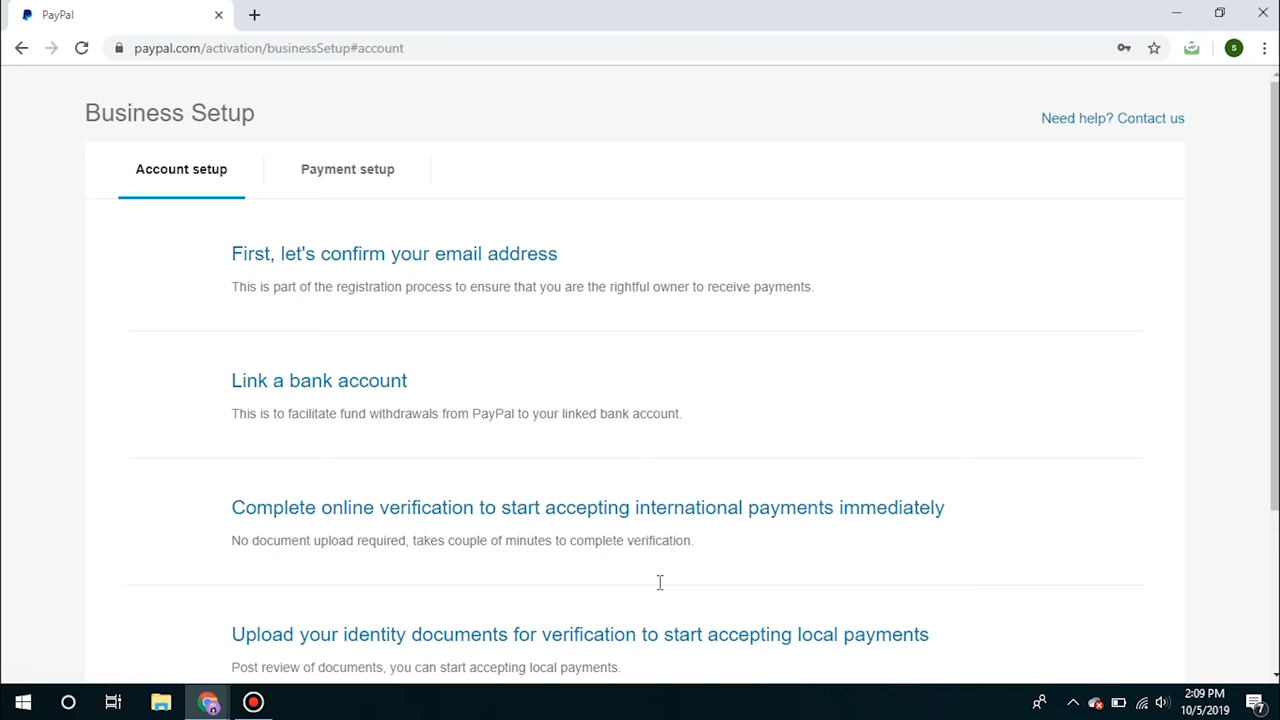 PayPal
paypal.com/activation/businessSetup#account
S
Business Setup
Need help? Contact us
Account setup
Payment setup
First, let's confirm your email address
This is part of the registration process to ensure that you are the rightful owner to receive payments.
Link a bank account
This is to facilitate fund withdrawals from PayPal to your linked bank account.
Complete online verification to start accepting international payments immediately
No document upload required, takes couple of minutes to complete verification.
Upload your identity documents for verification to start accepting local payments
Post review of documents, you can start accepting local payments.
2:09 PM
10/5/2019
7